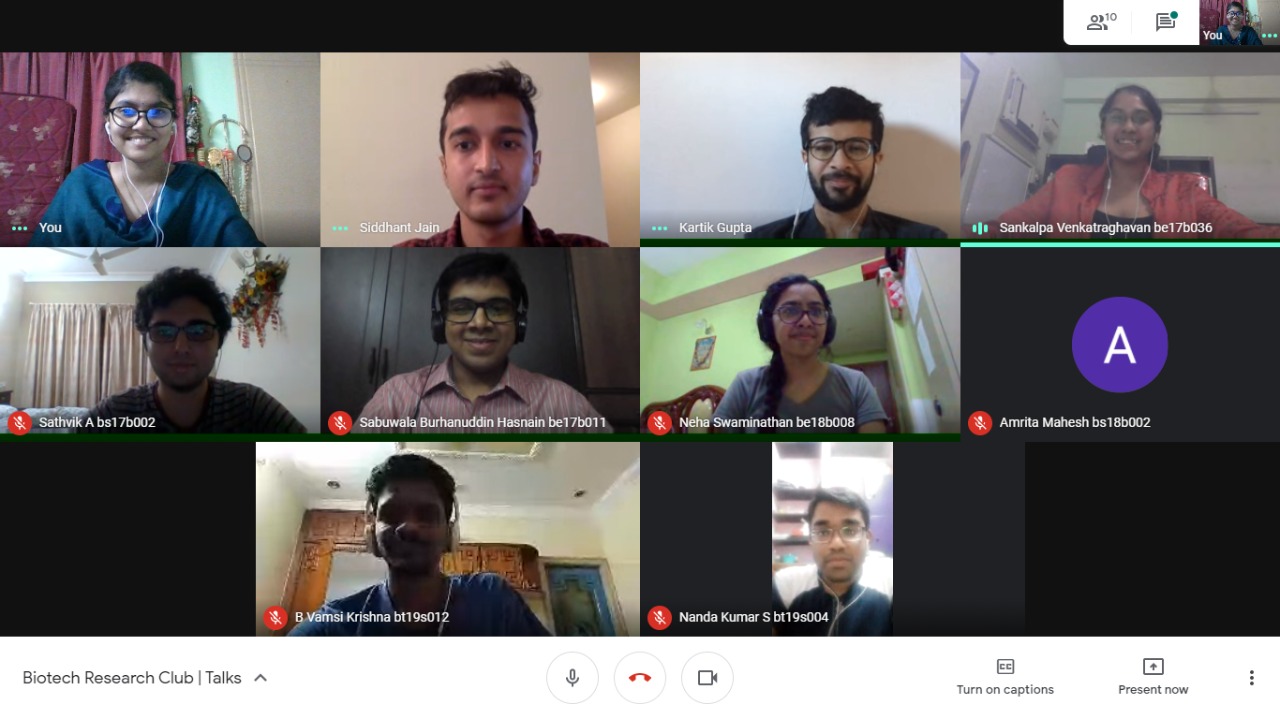 10
You
You
Siddhant Jain
Kartik Gupta
Sankalpa Venkatraghavan be17b036
Sathvik A bs17b002
Sabuwala Burhanuddin Hasnain be17b011
Neha Swaminathan be18b008
A
Amrita Mahesh bs18b002
B Vamsi Krishna bt19s012
Nanda Kumar S bt19s004
Biotech Research Club | Talks
CC
Turn on captions
Present now